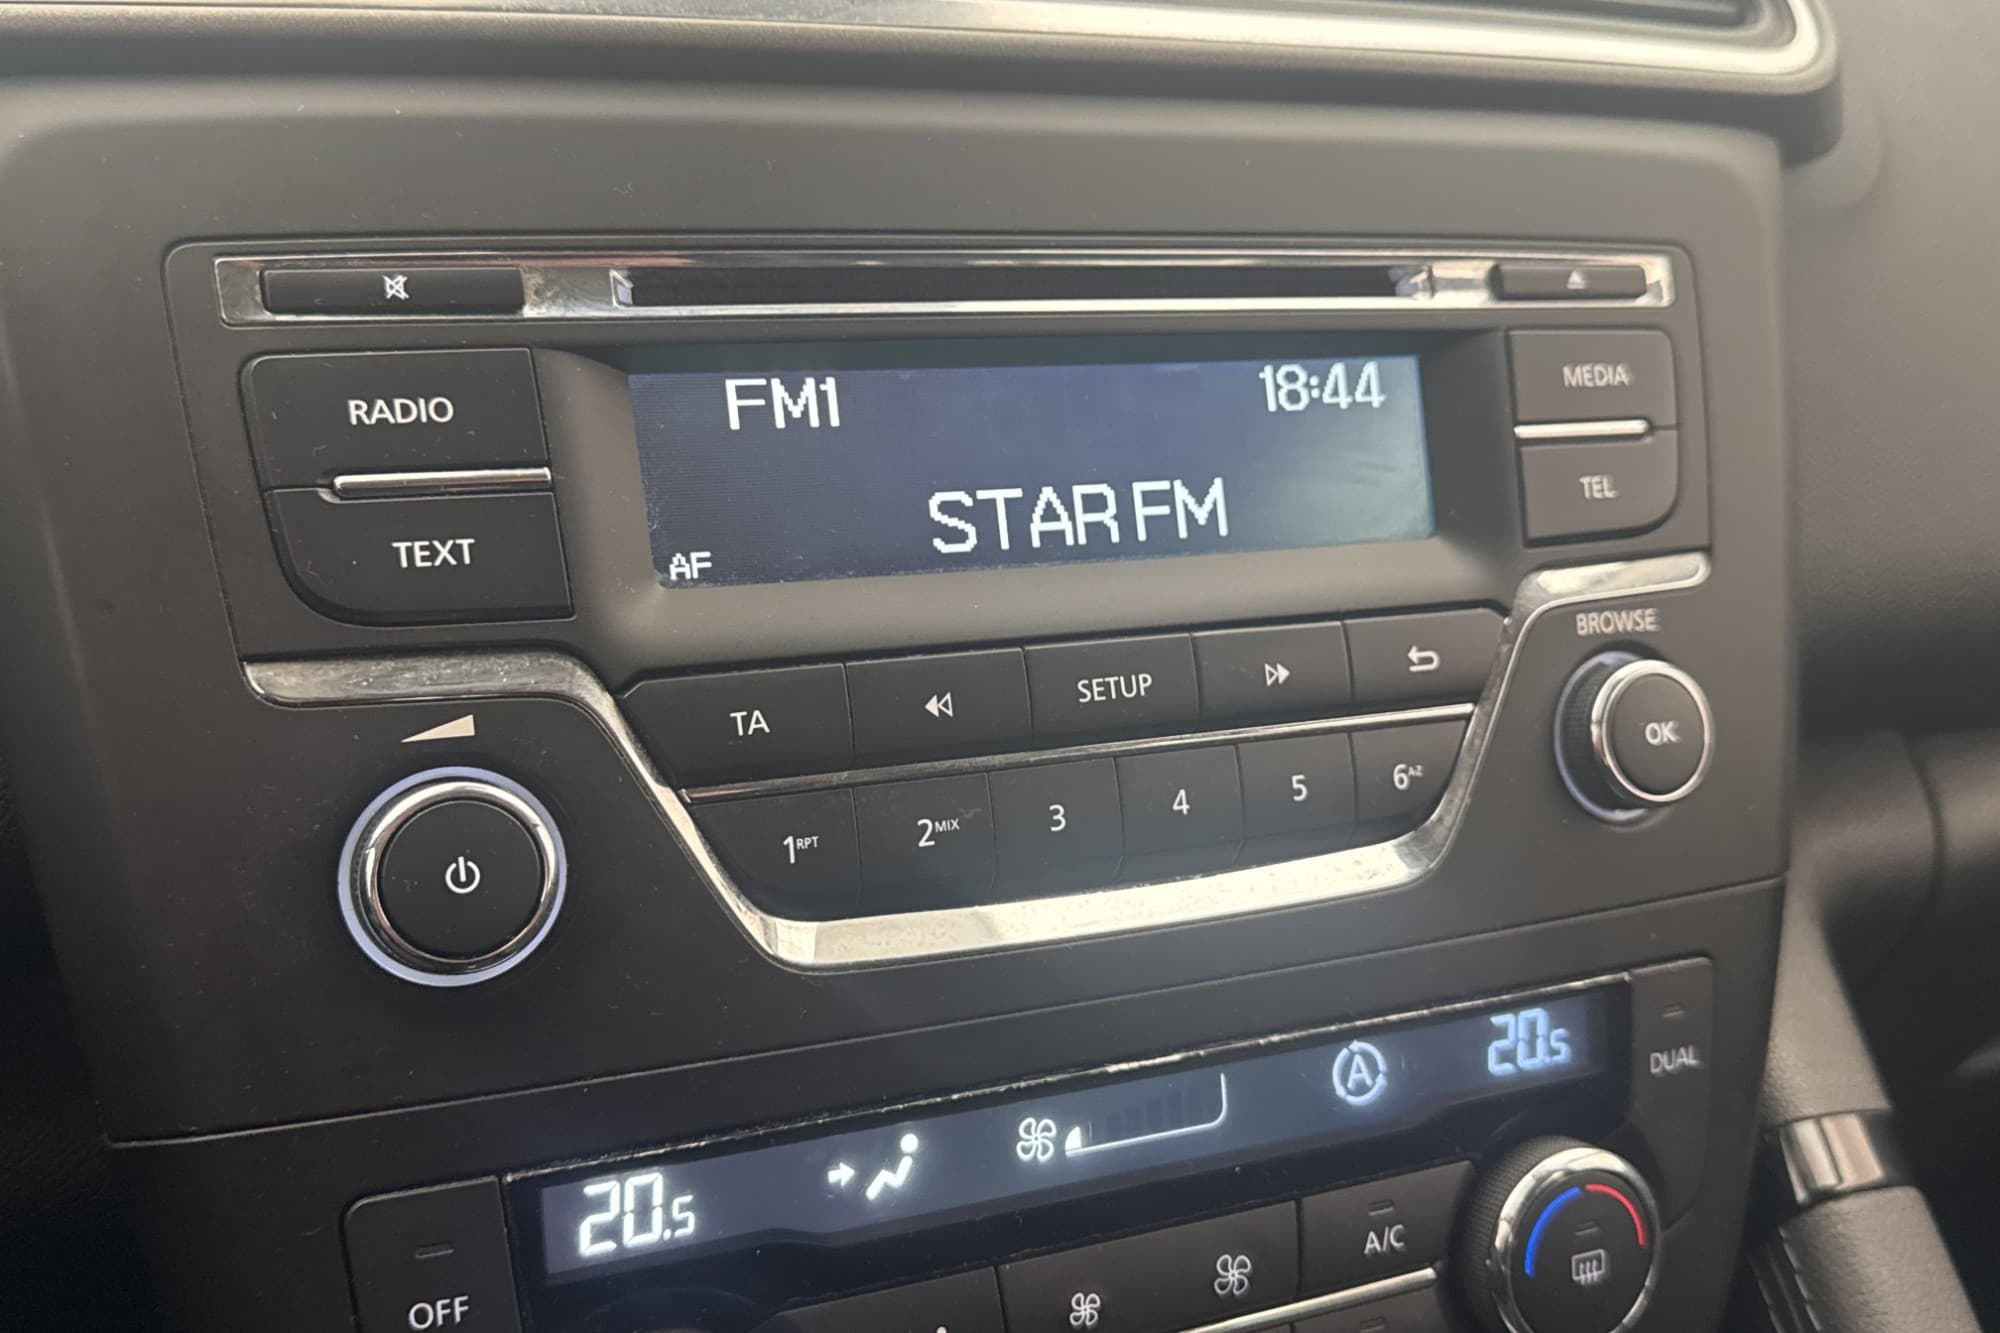 RADIO
TEXT
FM1 18:44
STAR FM
AF
MEDIA
TEL
BROWSE
OK
TA SETUP
1RPT 2MIX 3 4 5 6A-Z
20.5 A 20.5
DUAL
OFF
A/C